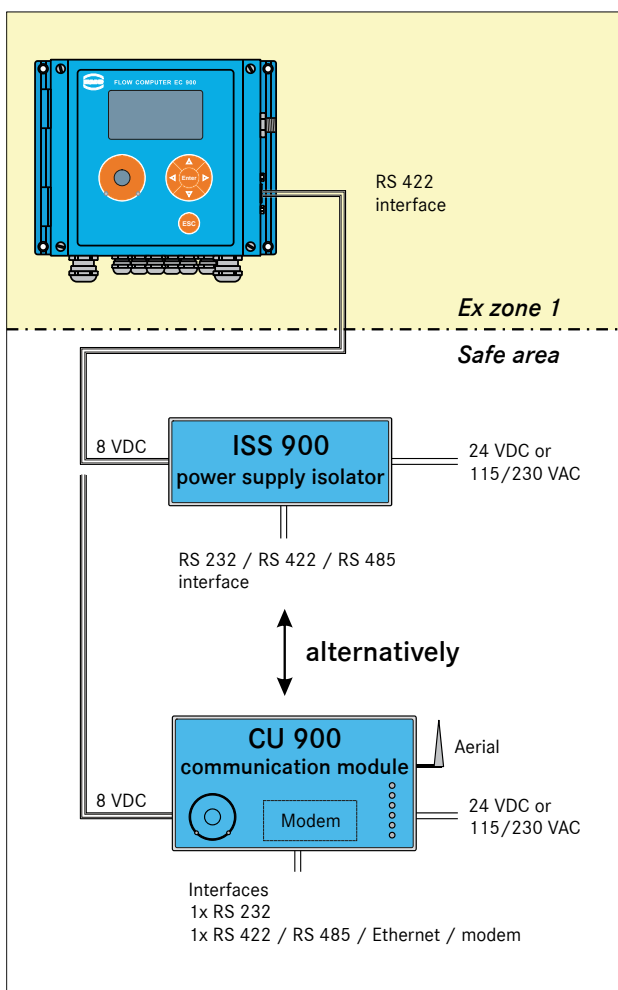 FLOW COMPUTER EC 900
Enter
ESC
RS 422
interface
Ex zone 1
Safe area
8 VDC
ISS 900
power supply isolator
24 VDC or
115/230 VAC
RS 232 / RS 422 / RS 485
interface
alternatively
CU 900
communication module
Aerial
8 VDC
Modem
24 VDC or
115/230 VAC
Interfaces
1x RS 232
1x RS 422 / RS 485 / Ethernet / modem